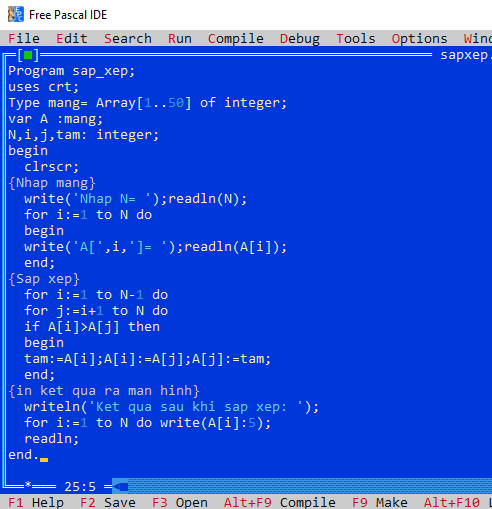 Free Pascal IDE
File Edit Search Run Compile Debug Tools Options
sapxep.
Program sap_xep;
uses crt;
Type mang= Array[1..50] of integer;
var A :mang;
N,i,j,tam: integer;
begin
clrscr;
{Nhap mang}
write('Nhap N= ');readln(N);
for i:=1 to N do
begin
write('A[',i,']= ');readln(A[i]);
end;
{Sap xep}
for i:=1 to N-1 do
for j:=i+1 to N do
if A[i]>A[j] then
begin
tam:=A[i];A[i]:=A[j];A[j]:=tam;
end;
{in ket qua ra man hinh}
writeln('Ket qua sau khi sap xep: ');
for i:=1 to N do write(A[i]:5);
readln;
end.
* 25:5
F1 Help F2 Save F3 Open Alt+F9 Compile F9 Make Alt+F10